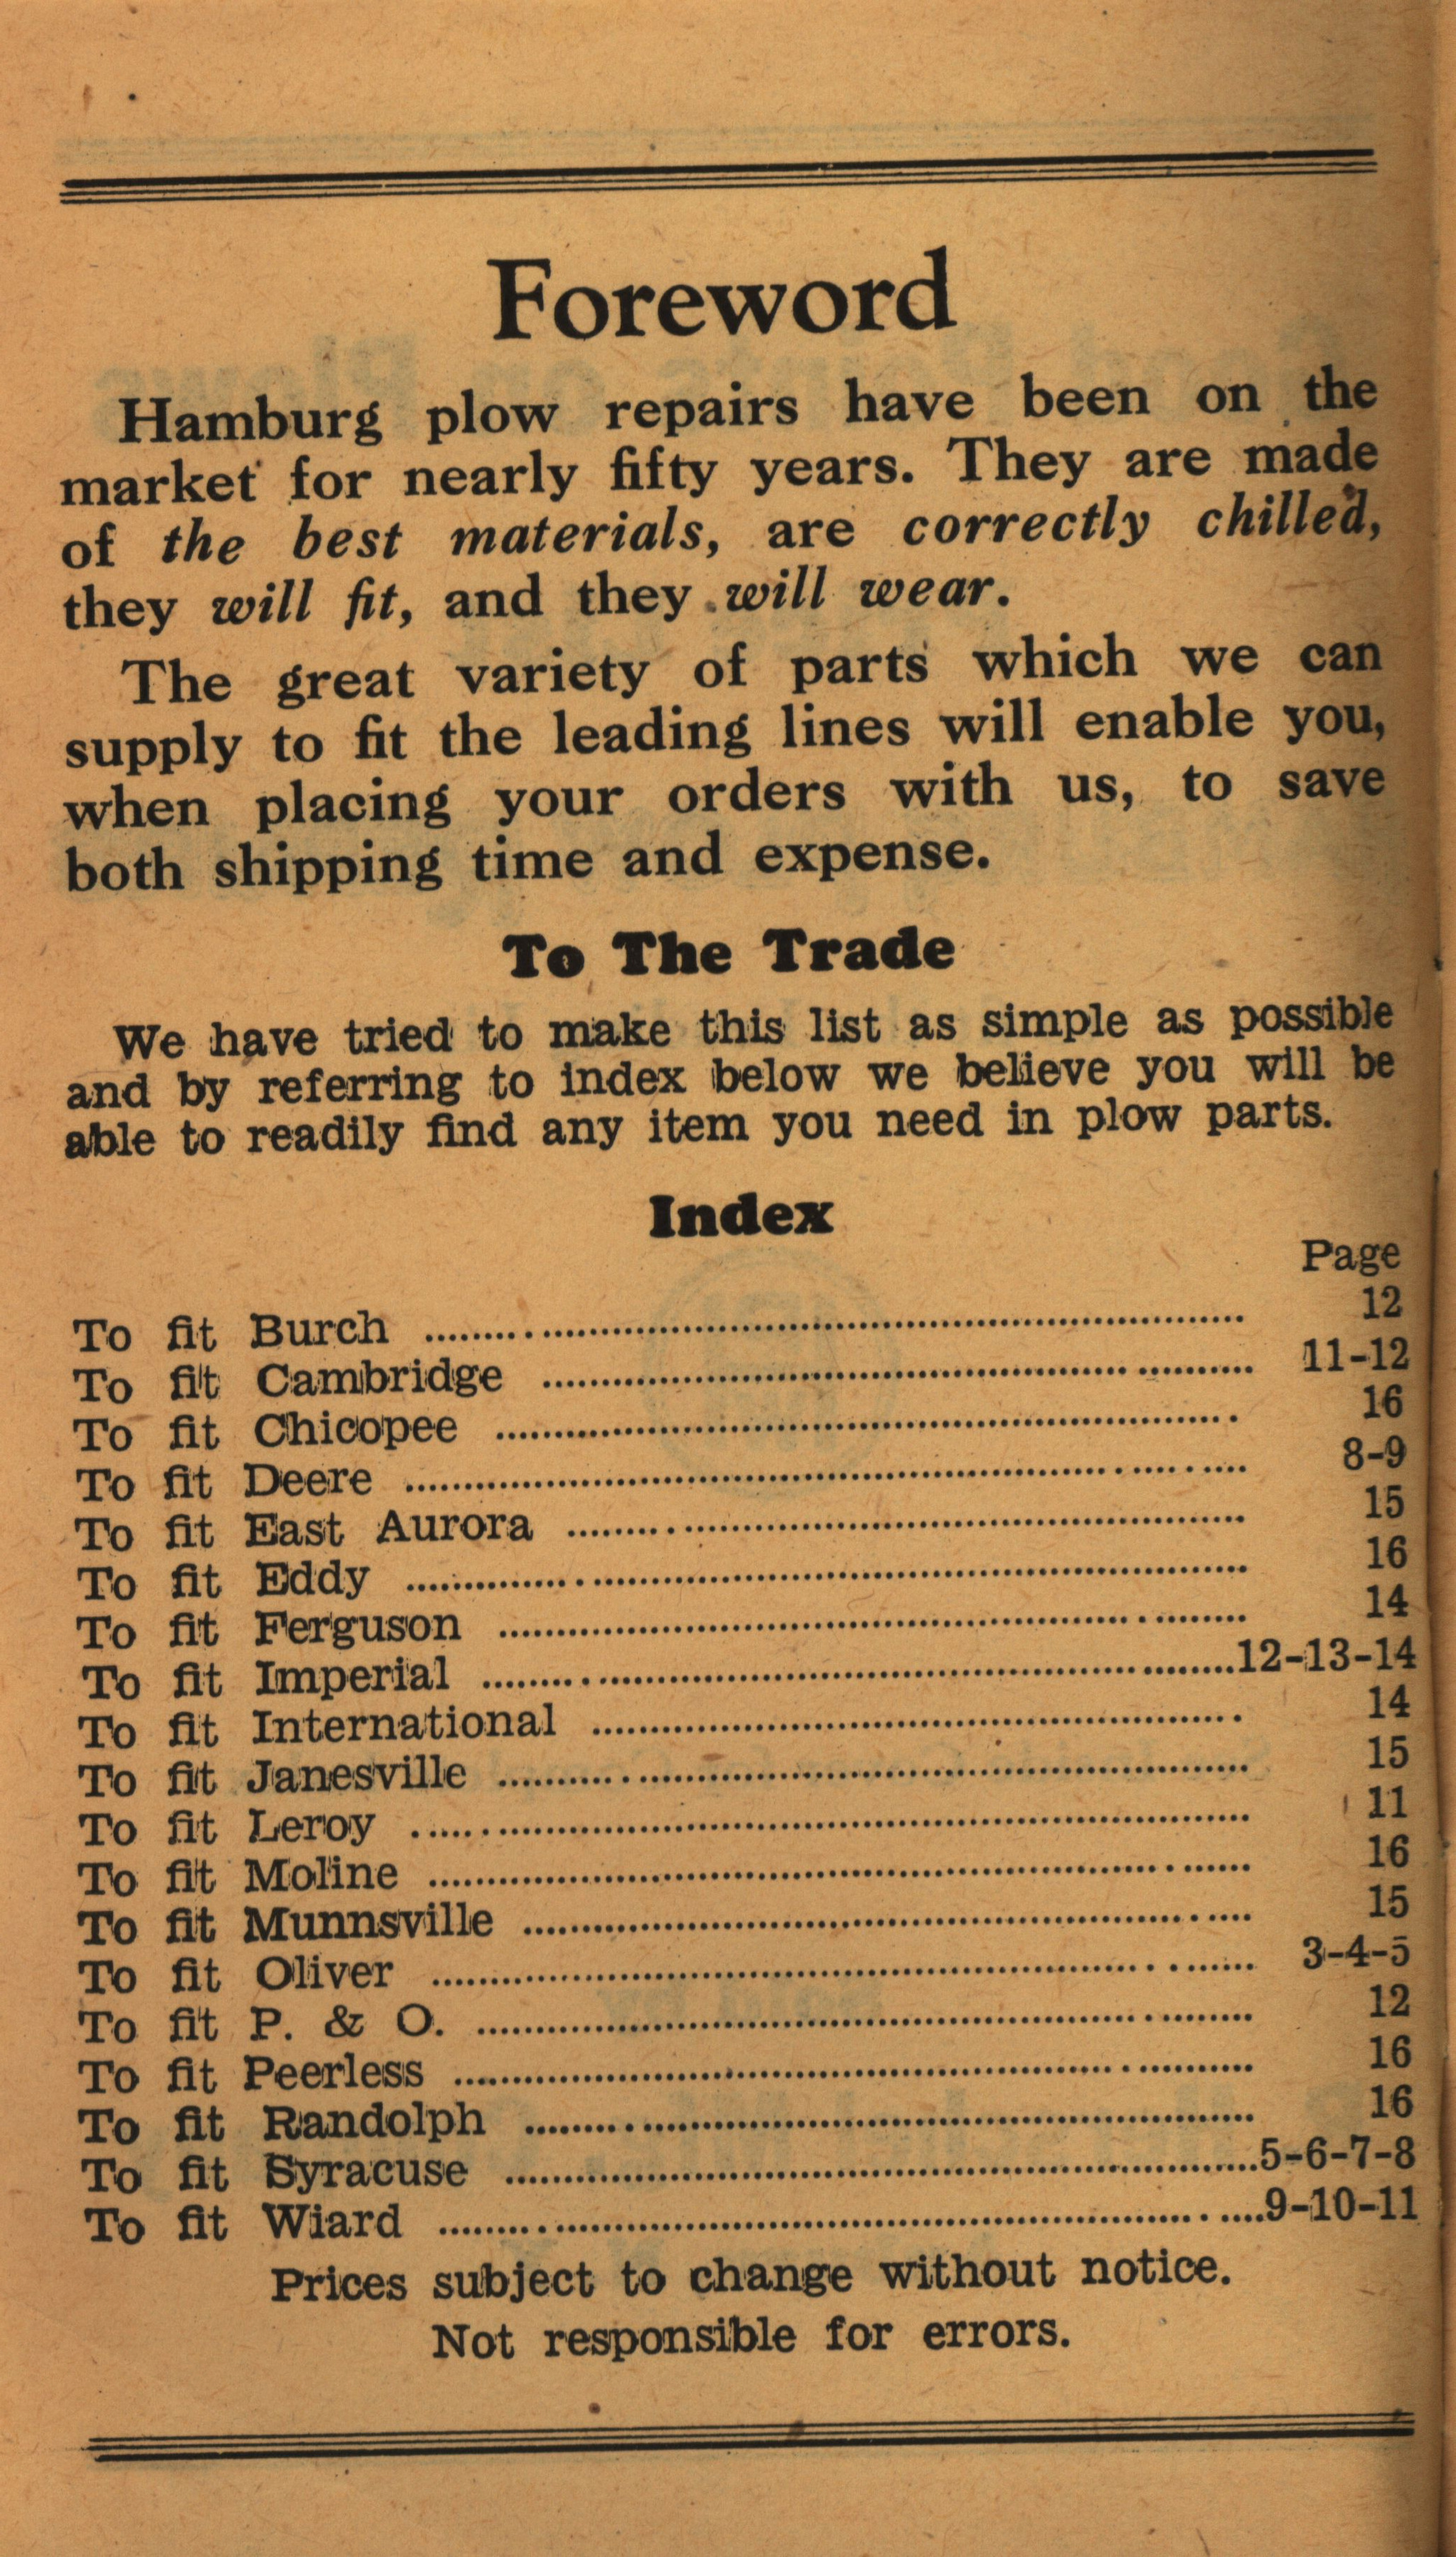 Foreword
Hamburg plow repairs have been on the
market for nearly fifty years. They are made
of the best materials, are correctly chilled,
they will fit, and they will wear.
The great variety of parts which we can
supply to fit the leading lines will enable you,
when placing your orders with us, to save
both shipping time and expense.
To The Trade
We have tried to make this list as simple as possible
and by referring to index below we believe you will be
able to readily find any item you need in plow parts.
Index
Page
To fit Burch ........................ 12
To fit Cambridge ........................ 11-12
To fit Chicopee ........................ 16
To fit Deere ........................ 8-9
To fit East Aurora ........................ 15
To fit Eddy ........................ 16
To fit Ferguson ........................ 14
To fit Imperial ........................ 12-13-14
To fit International ........................ 14
To fit Janesville ........................ 15
To fit Leroy ........................ 11
To fit Moline ........................ 16
To fit Munnsville ........................ 15
To fit Oliver ........................ 3-4-5
To fit P. & O. ........................ 12
To fit Peerless ........................ 16
To fit Randolph ........................ 16
To fit Syracuse ........................ 5-6-7-8
To fit Wiard ........................ 9-10-11
Prices subject to change without notice.
Not responsible for errors.